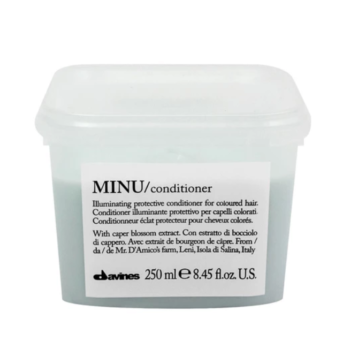 MINU/conditioner
Illuminating protective conditioner for coloured hair.
Conditioner illuminante protettivo per capelli colorati.
Conditionneur éclat protecteur pour cheveux colorés.
With caper blossom extract. Con estratto di bocciolo
di cappero. Avec extrait de bourgeon de câpre. From /
da / de Mr. D'Amico's farm, Leni, Isola di Salina, Italy
davines 250 ml ℮ 8.45 fl.oz. U.S.